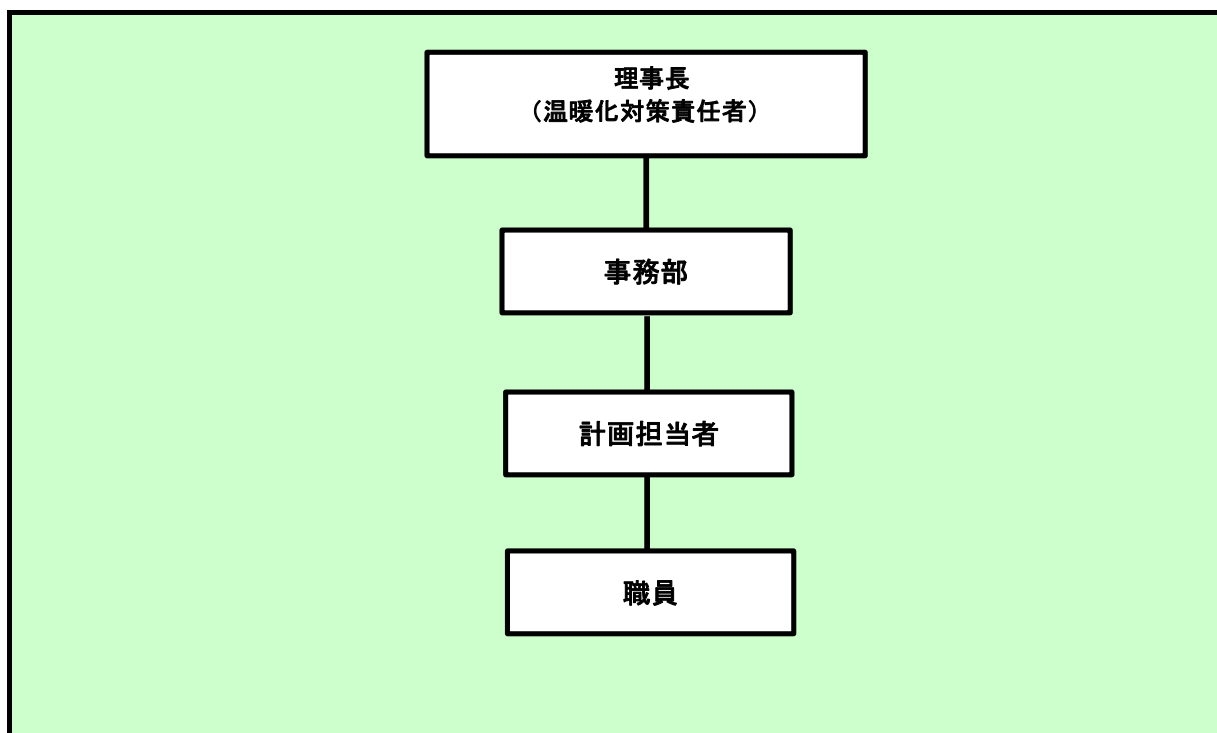 理事長
（温暖化対策責任者）
事務部
計画担当者
職員